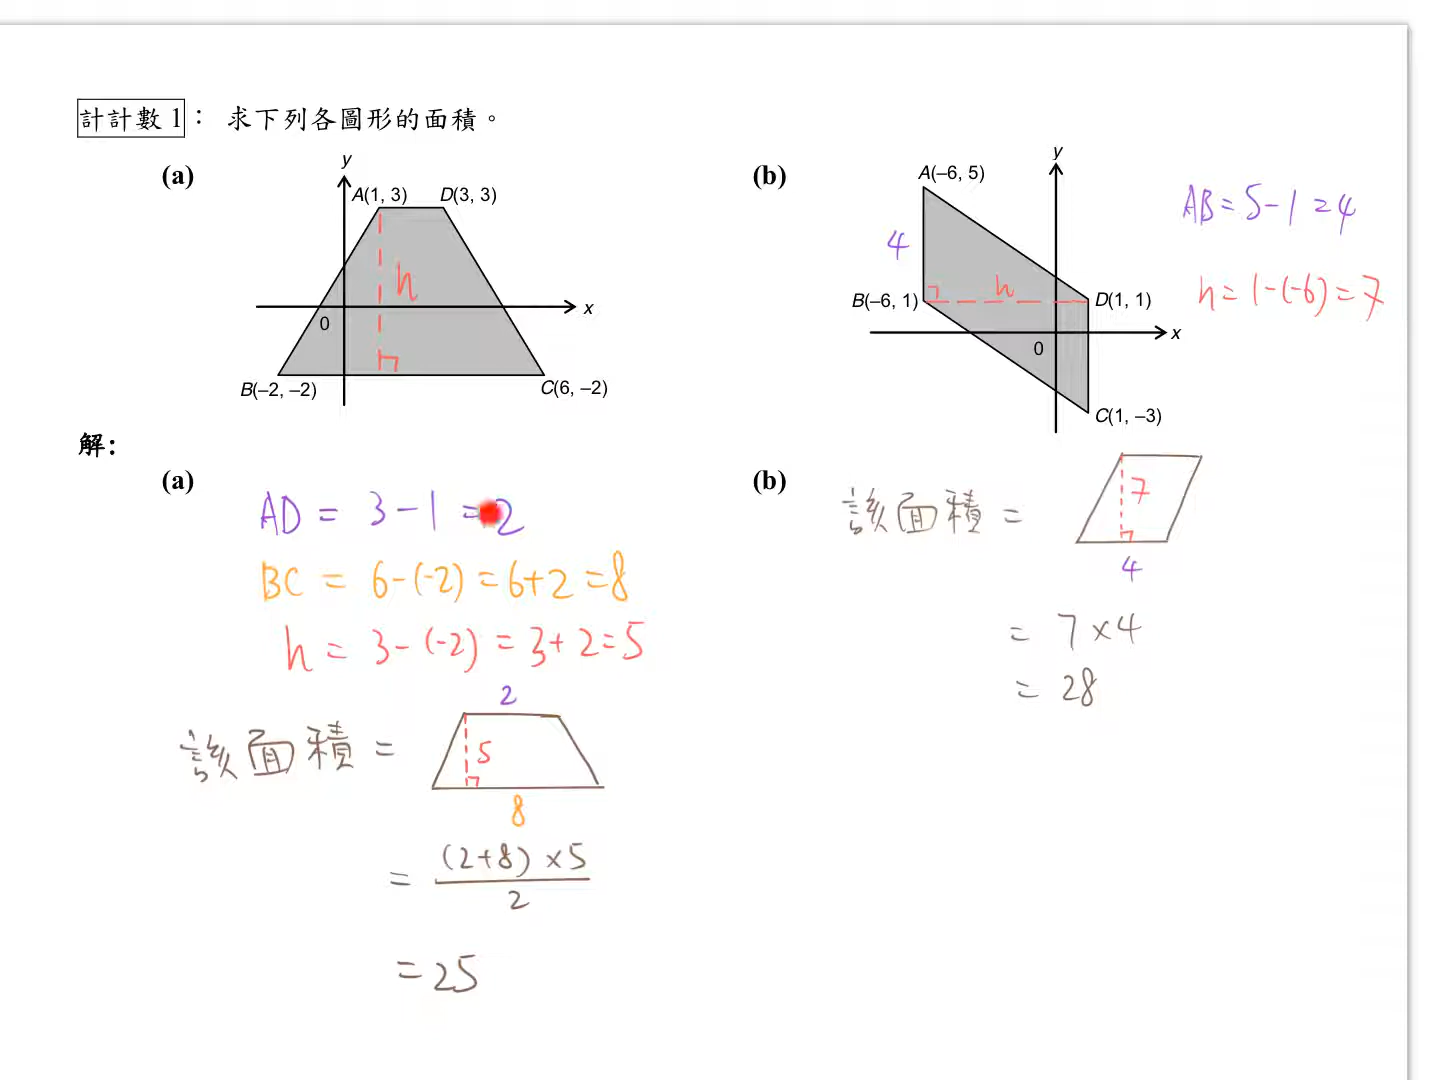 計計數 1： 求下列各圖形的面積。
(a)
y
A(1, 3) D(3, 3)
h
x
0
B(–2, –2) C(6, –2)
(b)
y
A(–6, 5)
4
B(–6, 1) h D(1, 1)
x
0
C(1, –3)
AB = 5 - 1 = 4
h = 1 - (-6) = 7
解：
(a)
AD = 3 - 1 = 2
BC = 6 - (-2) = 6 + 2 = 8
h = 3 - (-2) = 3 + 2 = 5
2
該面積 = 5
8
= (2+8) × 5
2
= 25
(b)
該面積 = 7
4
= 7 × 4
= 28